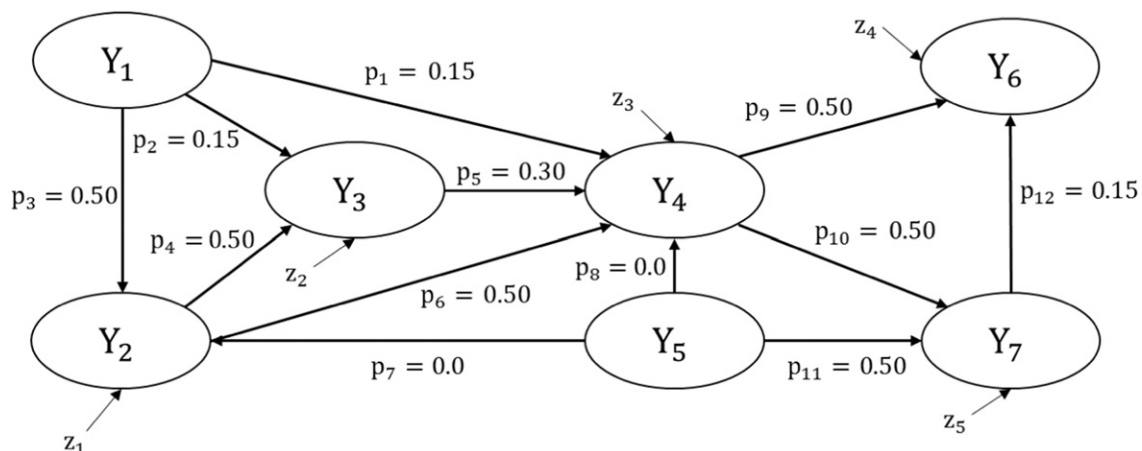 Y₁
z₄
Y₆
p₁ = 0.15
z₃
p₉ = 0.50
p₂ = 0.15
Y₃
p₅ = 0.30
Y₄
p₁₂ = 0.15
p₃ = 0.50
p₄ = 0.50
z₂
p₆ = 0.50
p₈ = 0.0
p₁₀ = 0.50
Y₂
p₇ = 0.0
Y₅
p₁₁ = 0.50
Y₇
z₁
z₅